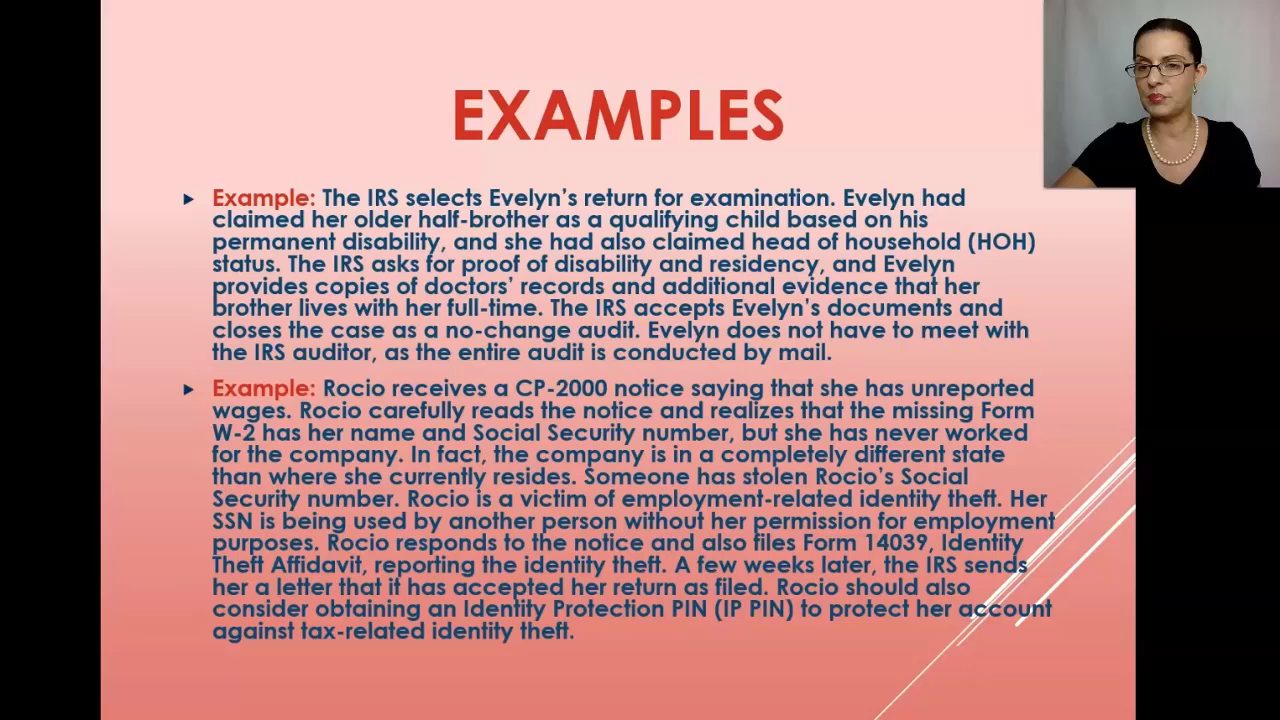 EXAMPLES
Example: The IRS selects Evelyn's return for examination. Evelyn had
claimed her older half-brother as a qualifying child based on his
permanent disability, and she had also claimed head of household (HOH)
status. The IRS asks for proof of disability and residency, and Evelyn
provides copies of doctors' records and additional evidence that her
brother lives with her full-time. The IRS accepts Evelyn's documents and
closes the case as a no-change audit. Evelyn does not have to meet with
the IRS auditor, as the entire audit is conducted by mail.
Example: Rocio receives a CP-2000 notice saying that she has unreported
wages. Rocio carefully reads the notice and realizes that the missing Form
W-2 has her name and Social Security number, but she has never worked
for the company. In fact, the company is in a completely different state
than where she currently resides. Someone has stolen Rocio's Social
Security number. Rocio is a victim of employment-related identity theft. Her
SSN is being used by another person without her permission for employment
purposes. Rocio responds to the notice and also files Form 14039, Identity
Theft Affidavit, reporting the identity theft. A few weeks later, the IRS sends
her a letter that it has accepted her return as filed. Rocio should also
consider obtaining an Identity Protection PIN (IP PIN) to protect her account
against tax-related identity theft.